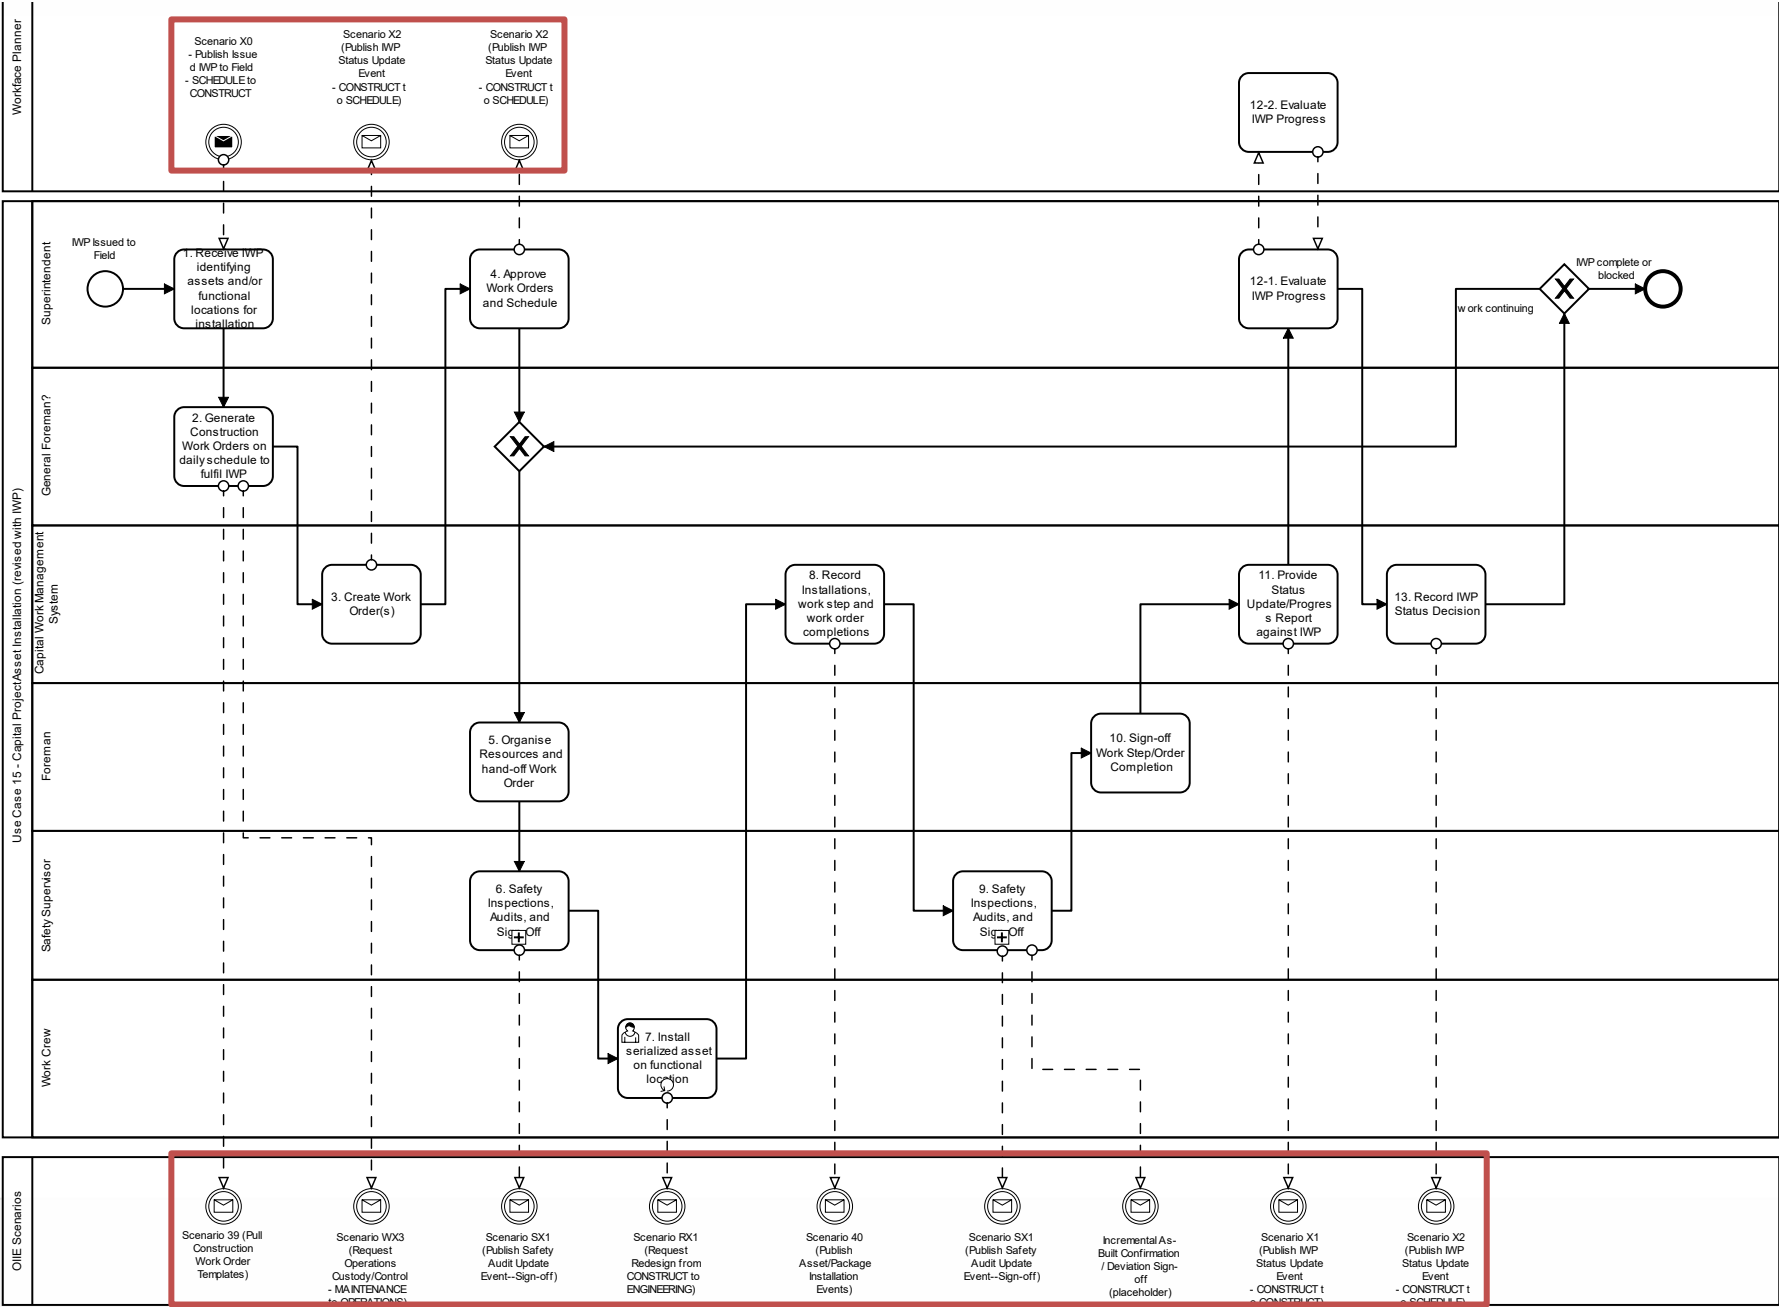 Workface Planner
Scenario X0
- Publish Issue
d IWP to Field
- SCHEDULE to
CONSTRUCT
Scenario X2
(Publish IWP
Status Update
Event
- CONSTRUCT t
o SCHEDULE)
Scenario X2
(Publish IWP
Status Update
Event
- CONSTRUCT t
o SCHEDULE)
12-2. Evaluate
IWP Progress
Use Case 15 - Capital Project Asset Installation (revised with IWP)
Superintendent
IWP Issued to
Field
1. Receive IWP
identifying
assets and/or
functional
locations for
installation
4. Approve
Work Orders
and Schedule
12-1. Evaluate
IWP Progress
IWP complete or
blocked
work continuing
General Foreman?
2. Generate
Construction
Work Orders on
daily schedule to
fulfil IWP
Capital Work Management
System
3. Create Work
Order(s)
8. Record
Installations,
work step and
work order
completions
11. Provide
Status
Update/Progres
s Report
against IWP
13. Record IWP
Status Decision
Foreman
5. Organise
Resources and
hand-off Work
Order
10. Sign-off
Work Step/Order
Completion
Safety Supervisor
6. Safety
Inspections,
Audits, and
Sign-Off
9. Safety
Inspections,
Audits, and
Sign-Off
Work Crew
7. Install
serialized asset
on functional
location
OIIE Scenarios
Scenario 39 (Pull
Construction
Work Order
Templates)
Scenario WX3
(Request
Operations
Custody/Control
- MAINTENANCE
to OPERATIONS)
Scenario SX1
(Publish Safety
Audit Update
Event--Sign-off)
Scenario RX1
(Request
Redesign from
CONSTRUCT to
ENGINEERING)
Scenario 40
(Publish
Asset/Package
Installation
Events)
Scenario SX1
(Publish Safety
Audit Update
Event--Sign-off)
Incremental As-
Built Confirmation
/ Deviation Sign-
off
(placeholder)
Scenario X1
(Publish IWP
Status Update
Event
- CONSTRUCT t
o CONSTRUCT)
Scenario X2
(Publish IWP
Status Update
Event
- CONSTRUCT t
o SCHEDULE)